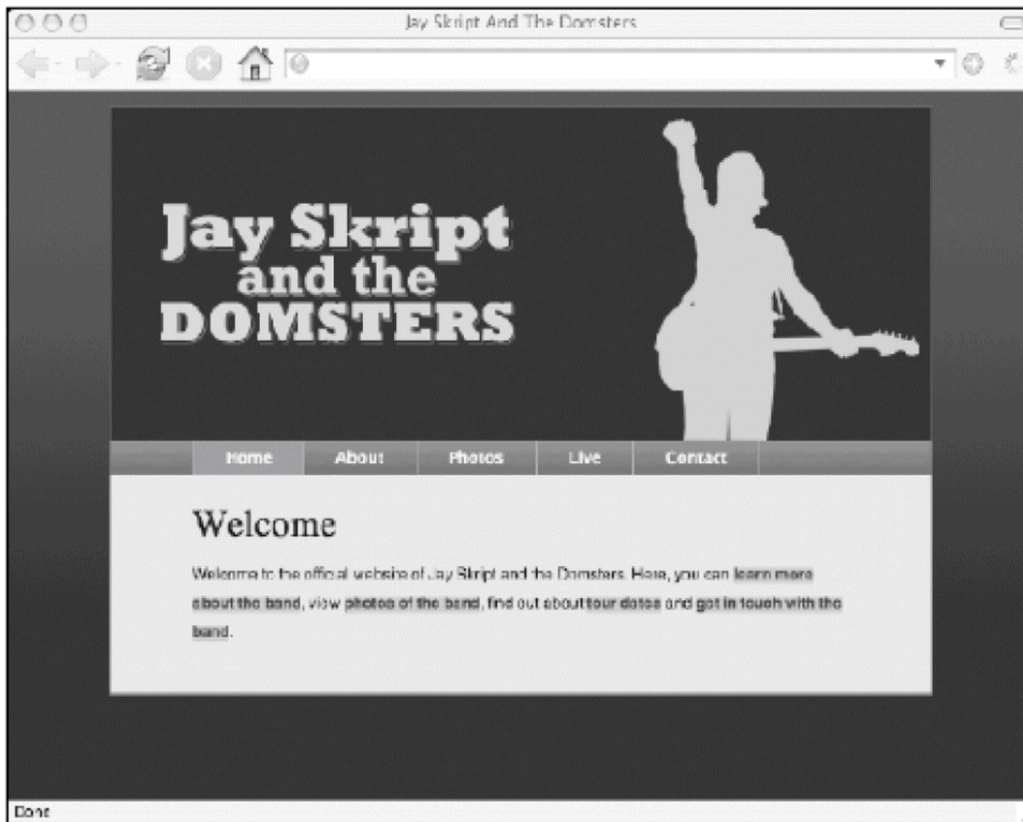 Jay Skript And The Domsters
Jay Skript
and the
DOMSTERS
Home About Photos Live Contact
Welcome
Welcome to the official website of Jay Skript and the Domsters. Here, you can learn more
about the band, view photos of the band, find out about tour dates and get in touch with the
band.
Done